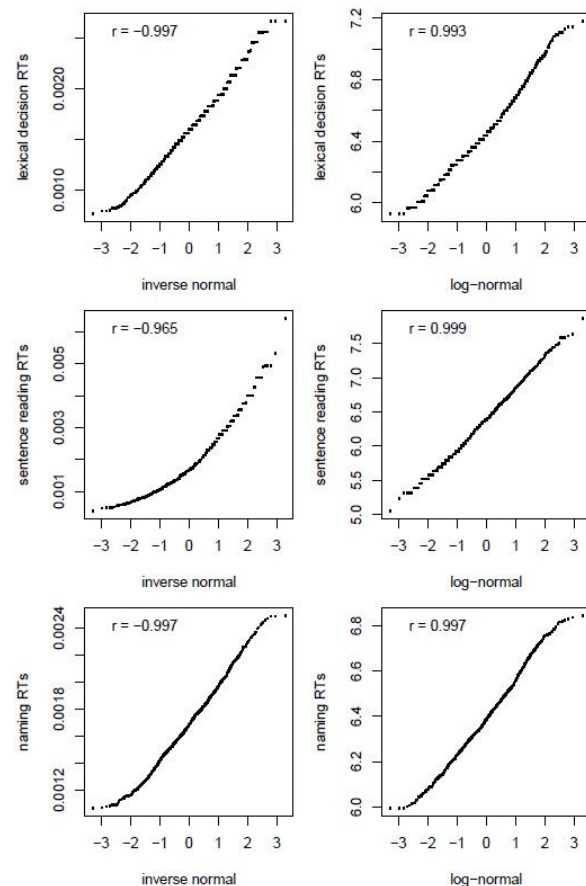 r = −0.997
lexical decision RTs
0.0010
0.0020
−3 −2 −1 0 1 2 3
inverse normal
r = 0.993
lexical decision RTs
6.0
6.4
6.8
7.2
−3 −2 −1 0 1 2 3
log−normal
r = −0.965
sentence reading RTs
0.001
0.003
0.005
−3 −2 −1 0 1 2 3
inverse normal
r = 0.999
sentence reading RTs
5.0
5.5
6.0
6.5
7.0
7.5
−3 −2 −1 0 1 2 3
log−normal
r = −0.997
naming RTs
0.0012
0.0018
0.0024
−3 −2 −1 0 1 2 3
inverse normal
r = 0.997
naming RTs
6.0
6.2
6.4
6.6
6.8
−3 −2 −1 0 1 2 3
log−normal